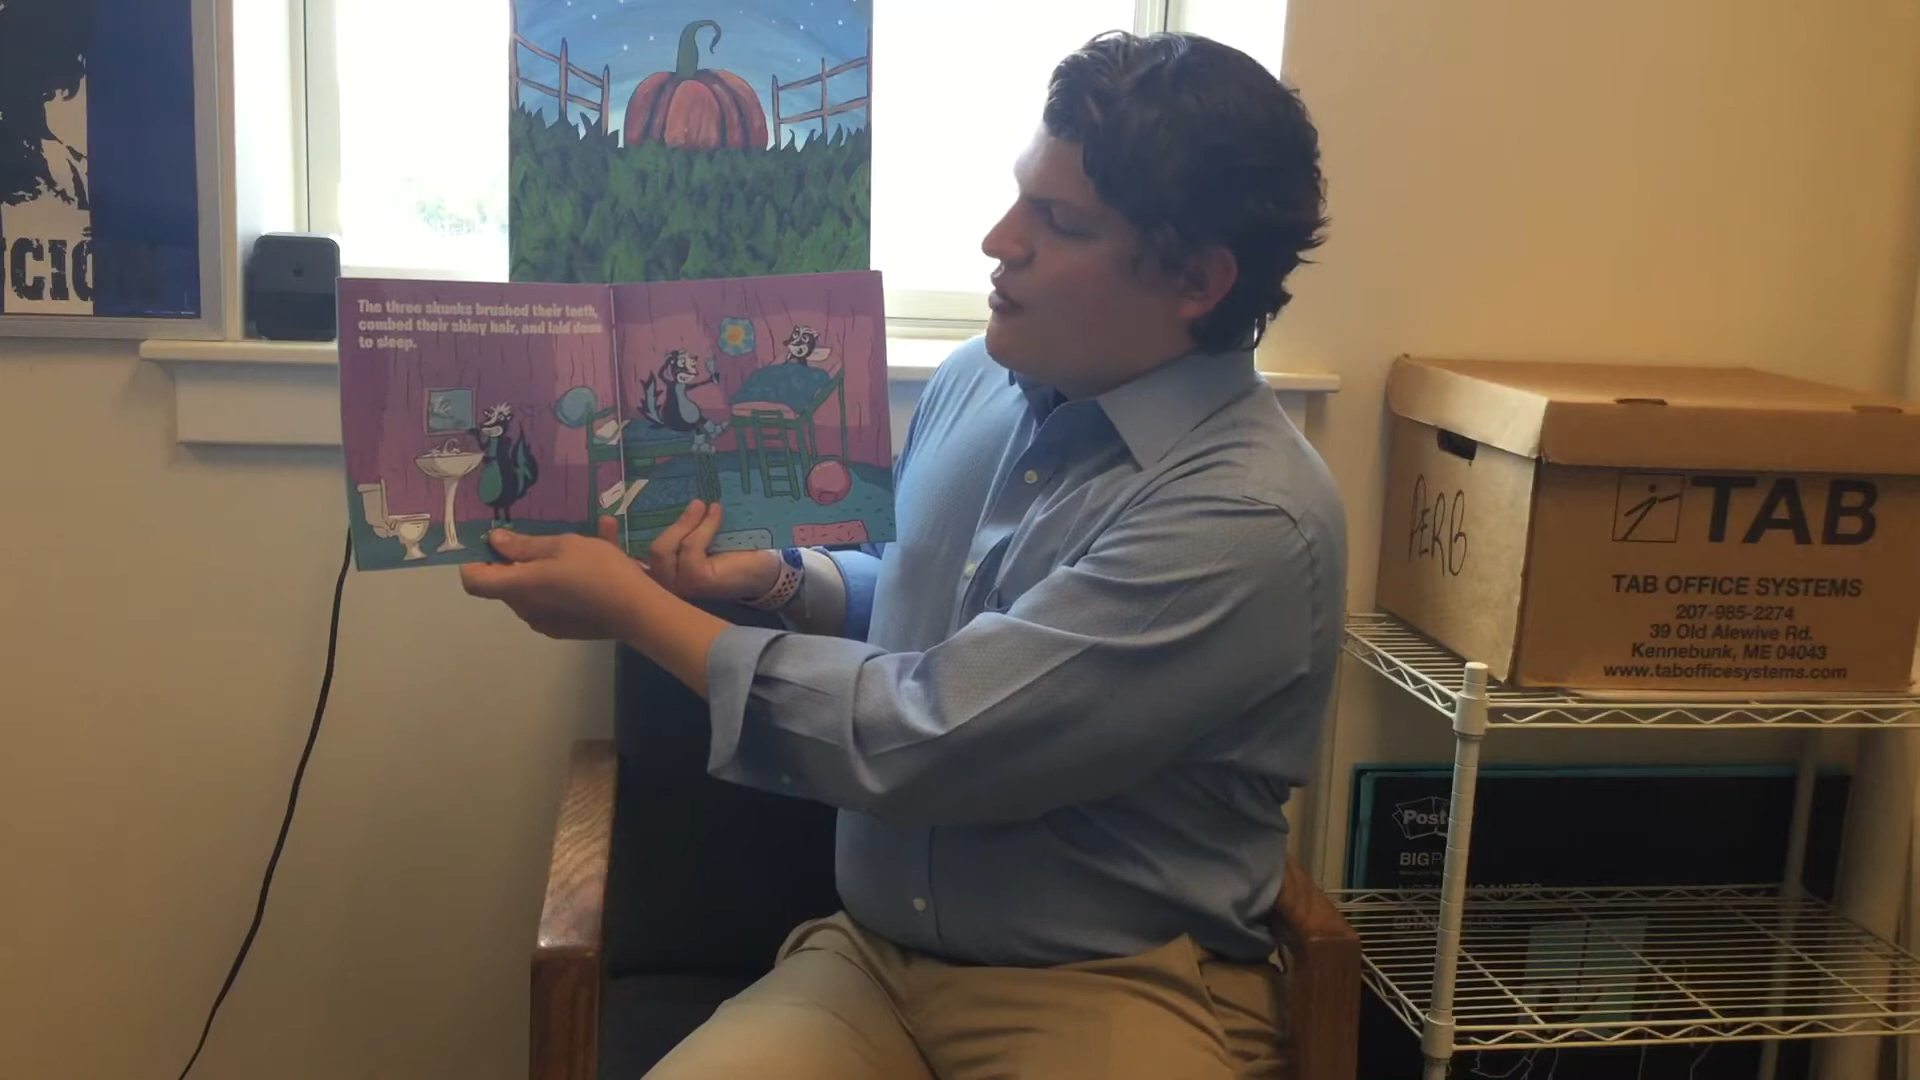 The three skunks brushed their teeth,
combed their shiny hair, and laid down
to sleep.
PERB
TAB
TAB OFFICE SYSTEMS
207-985-2274
39 Old Alewive Rd.
Kennebunk, ME 04043
www.tabofficesystems.com
Post
BIG